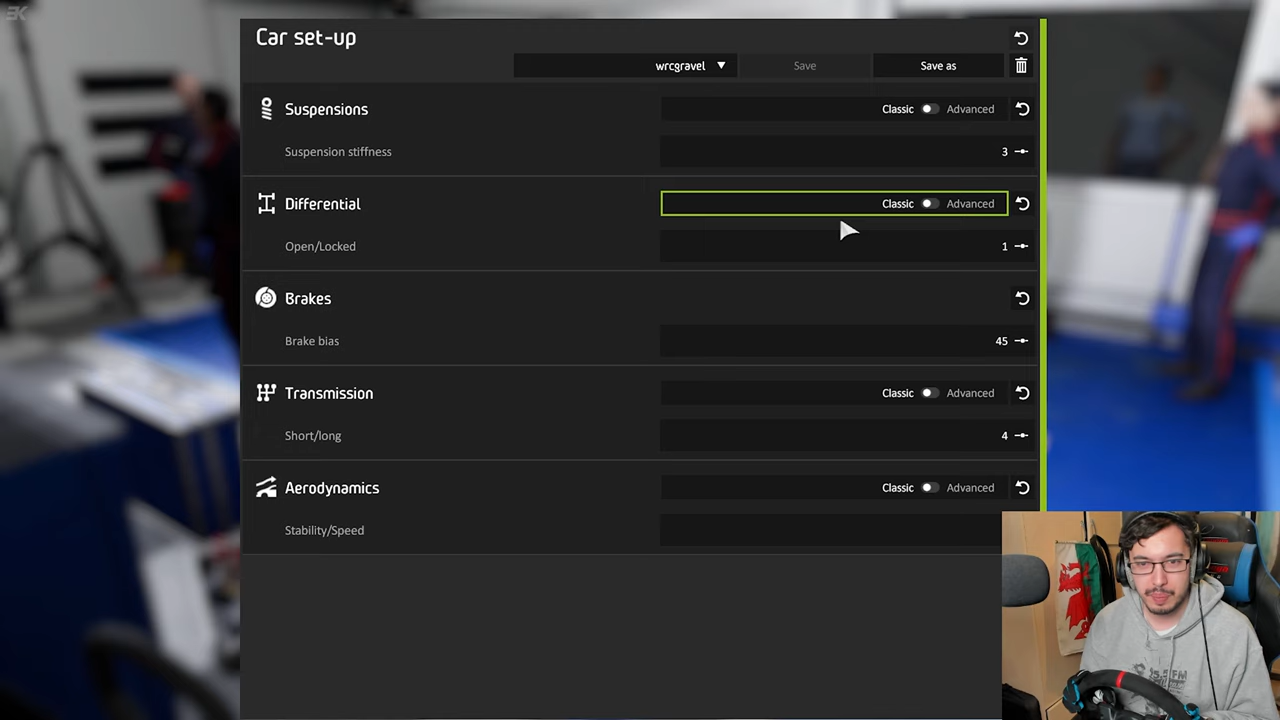 Car set-up
wrcgravel
Save
Save as
Suspensions
Classic
Advanced
Suspension stiffness
3
Differential
Classic
Advanced
Open/Locked
1
Brakes
Brake bias
45
Transmission
Classic
Advanced
Short/long
4
Aerodynamics
Classic
Advanced
Stability/Speed